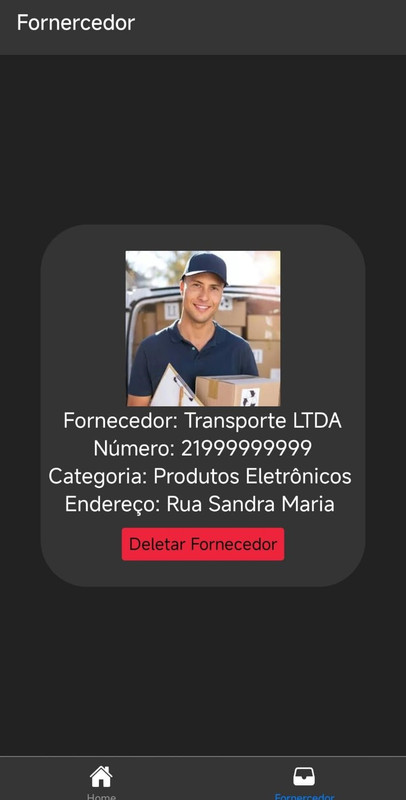 Fornercedor
Fornecedor: Transporte LTDA
Número: 21999999999
Categoria: Produtos Eletrônicos
Endereço: Rua Sandra Maria
Deletar Fornecedor
Home
Fornercedor